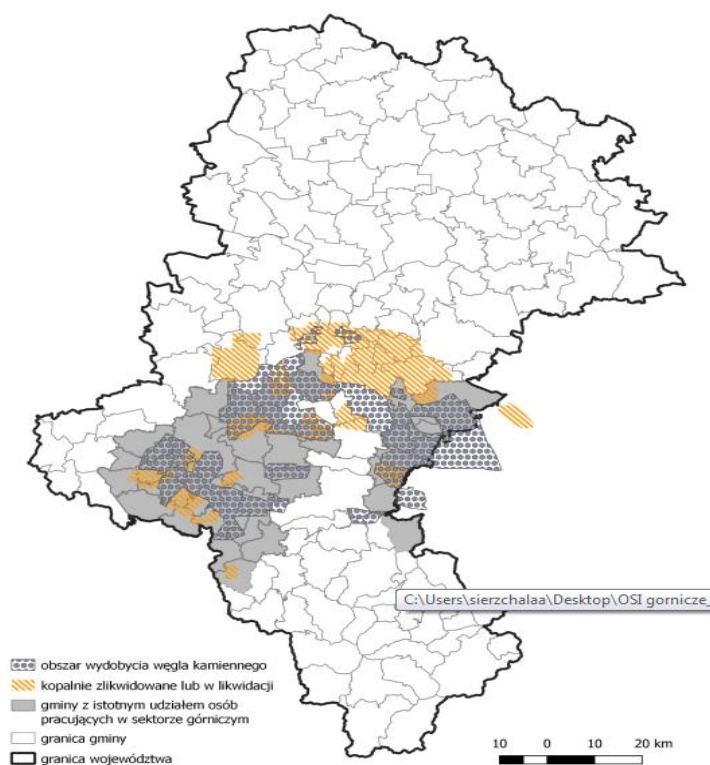 C:\Users\sierzchalaa\Desktop\OSI gornicze_
obszar wydobycia węgla kamiennego
kopalnie zlikwidowane lub w likwidacji
gminy z istotnym udziałem osób
pracujących w sektorze górniczym
granica gminy
granica województwa
10 0 10 20 km